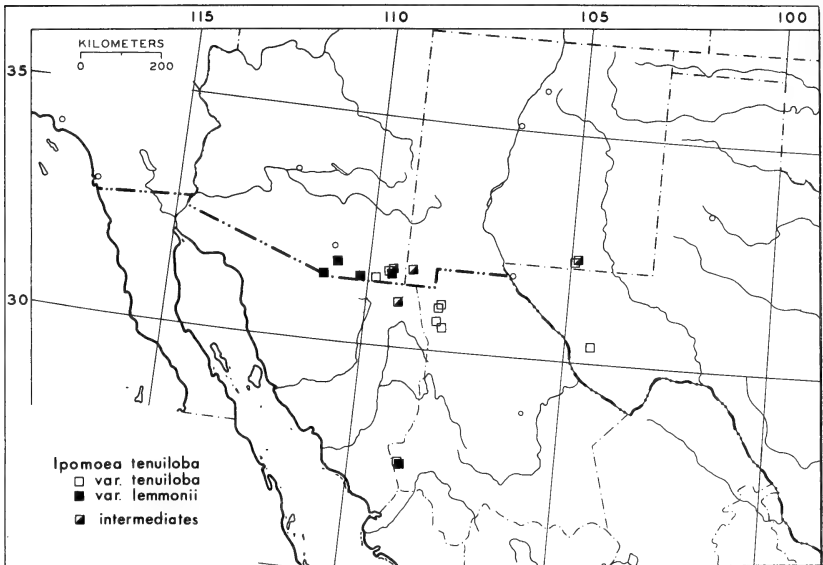 115 110 105 100
KILOMETERS
0 200
35
30
Ipomoea tenuiloba
var. tenuiloba
var. lemmonii
intermediates